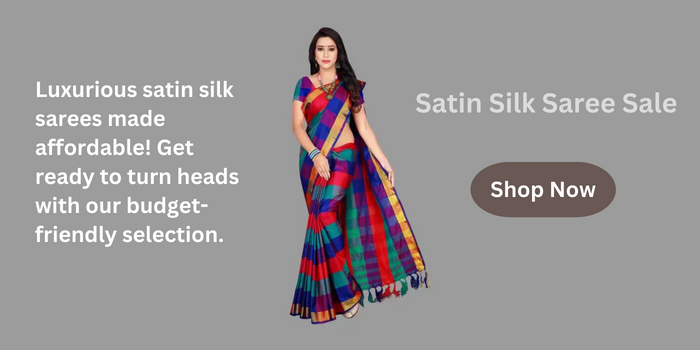 Luxurious satin silk
sarees made
affordable! Get
ready to turn heads
with our budget-
friendly selection.
Satin Silk Saree Sale
Shop Now